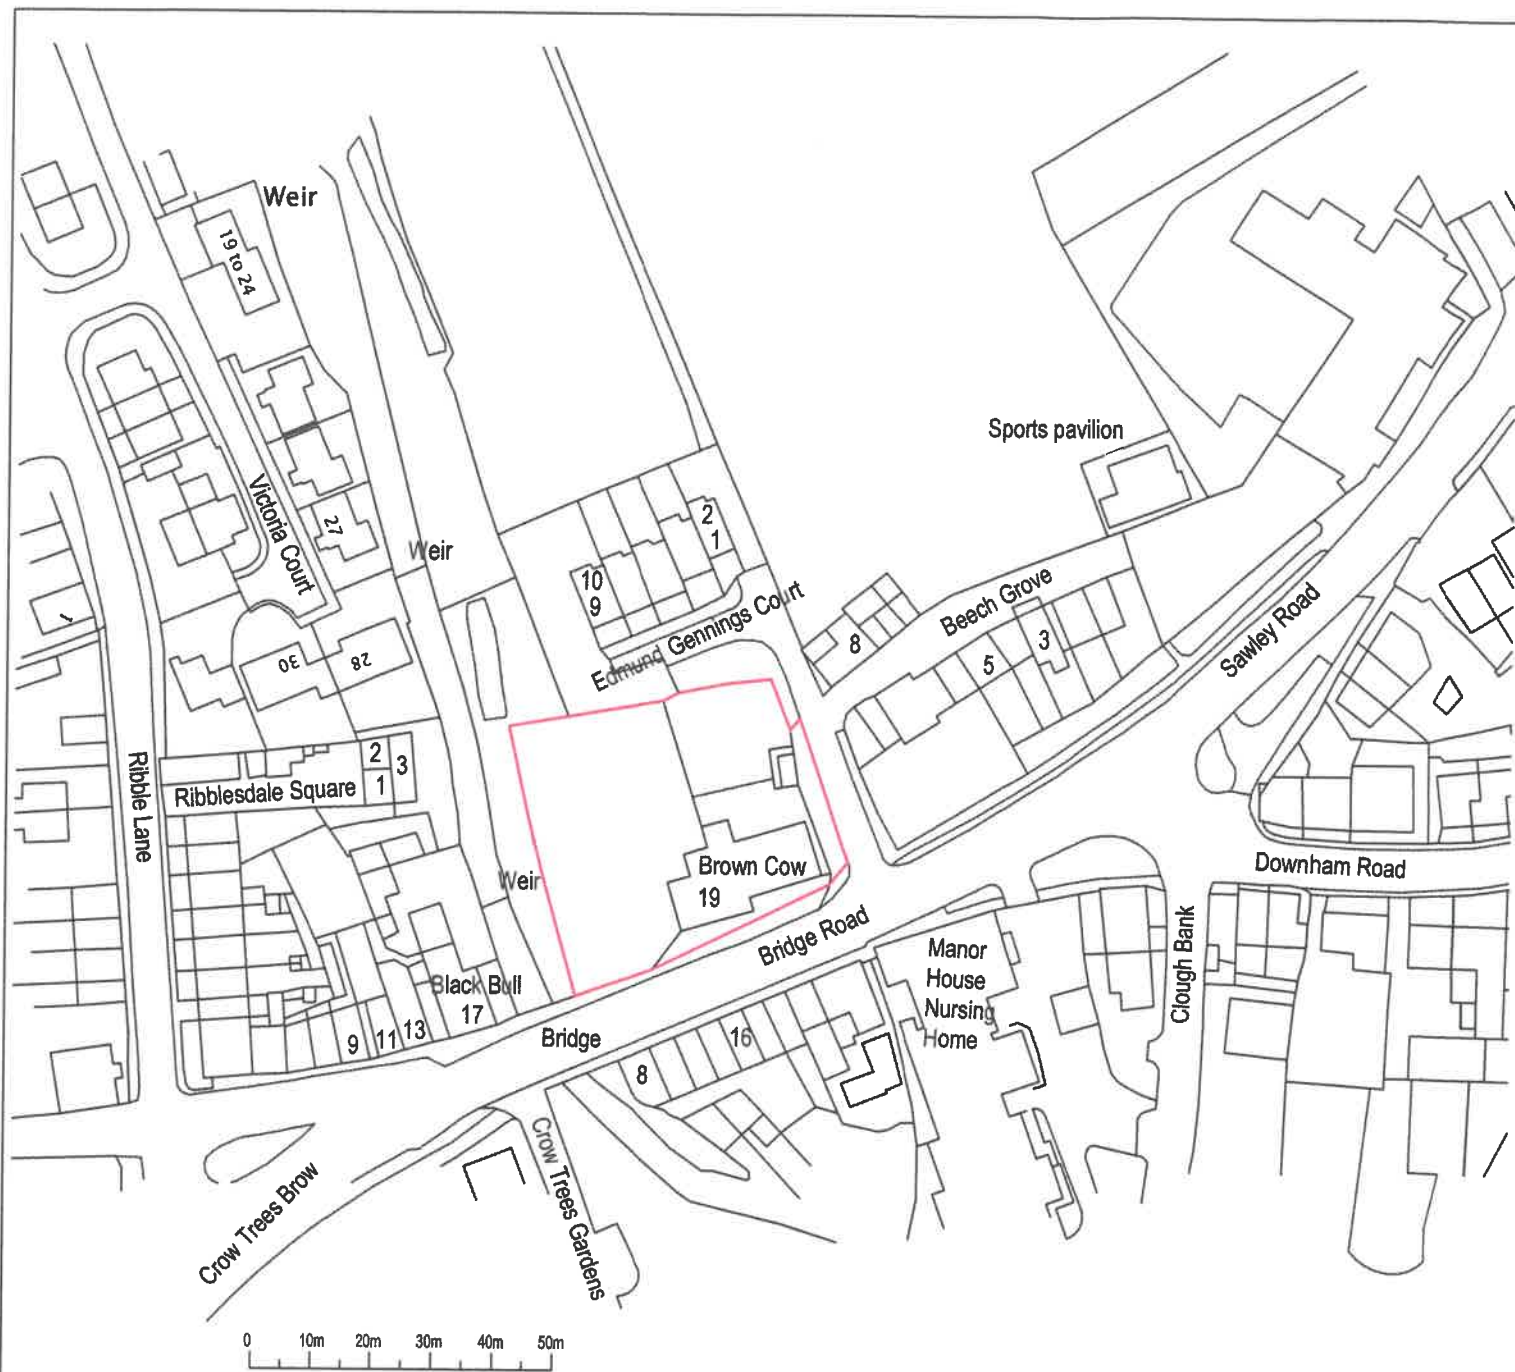 Weir
19 to 24
Victoria Court
27
Weir
Sports pavilion
2
1
10
9
Edmund Gennings Court
8
Beech Grove
3
5
Sawley Road
1
30
28
Ribble Lane
2
3
1
Ribblesdale Square
Weir
Brown Cow
19
Downham Road
Bridge Road
Manor
House
Nursing
Home
Clough Bank
Black Bull
17
9
11
13
Bridge
16
8
Crow Trees Brow
Crow Trees Gardens
0 10m 20m 30m 40m 50m